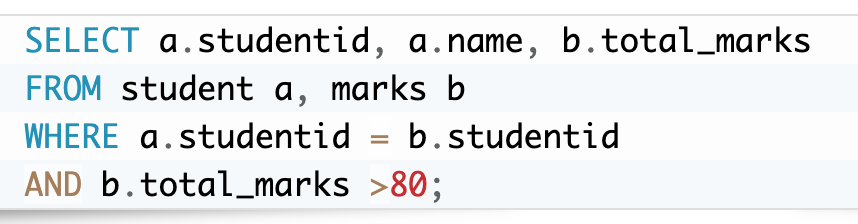 SELECT a.studentid, a.name, b.total_marks
FROM student a, marks b
WHERE a.studentid = b.studentid
AND b.total_marks >80;